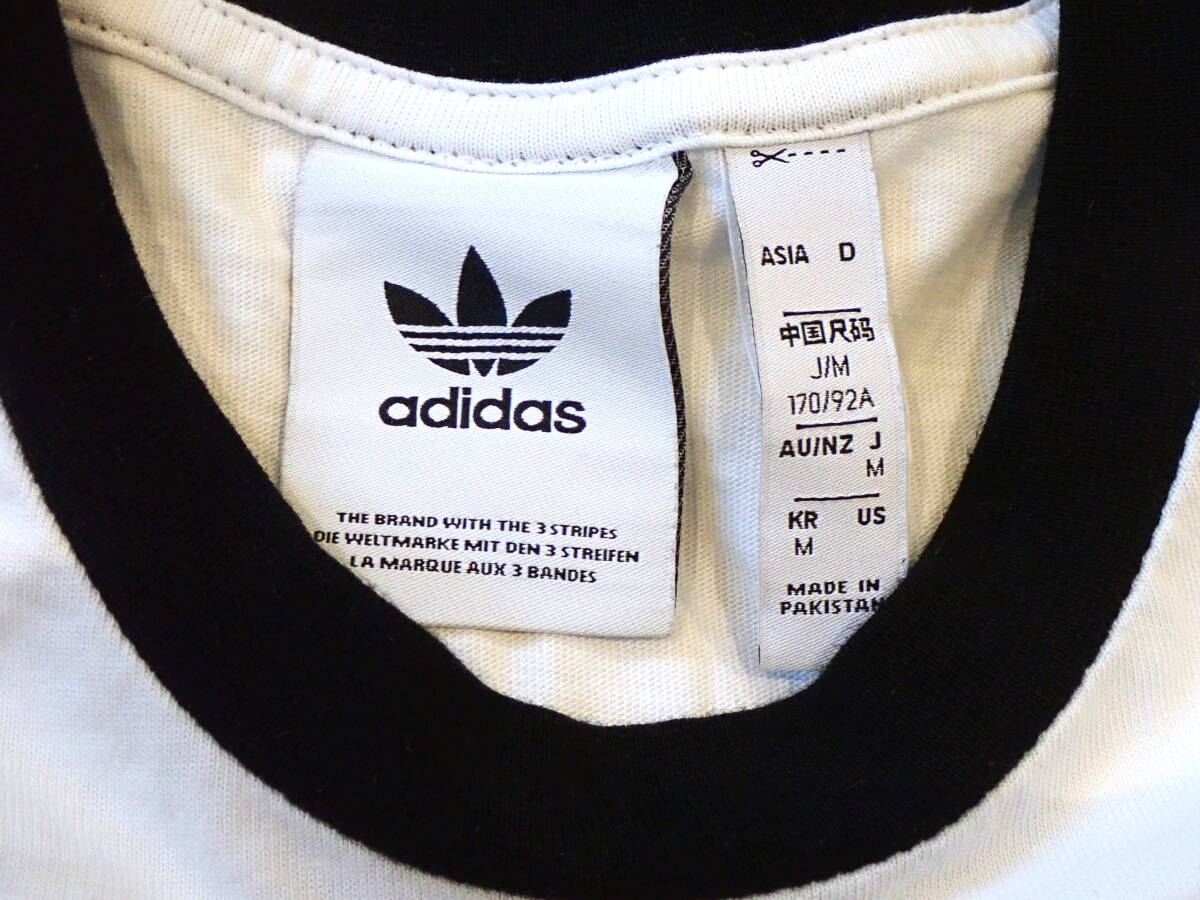 adidas
THE BRAND WITH THE 3 STRIPES
DIE WELTMARKE MIT DEN 3 STREIFEN
LA MARQUE AUX 3 BANDES
ASIA D
中国尺码
J/M
170/92A
AU/NZ J
M
KR US
M
MADE IN
PAKISTAN